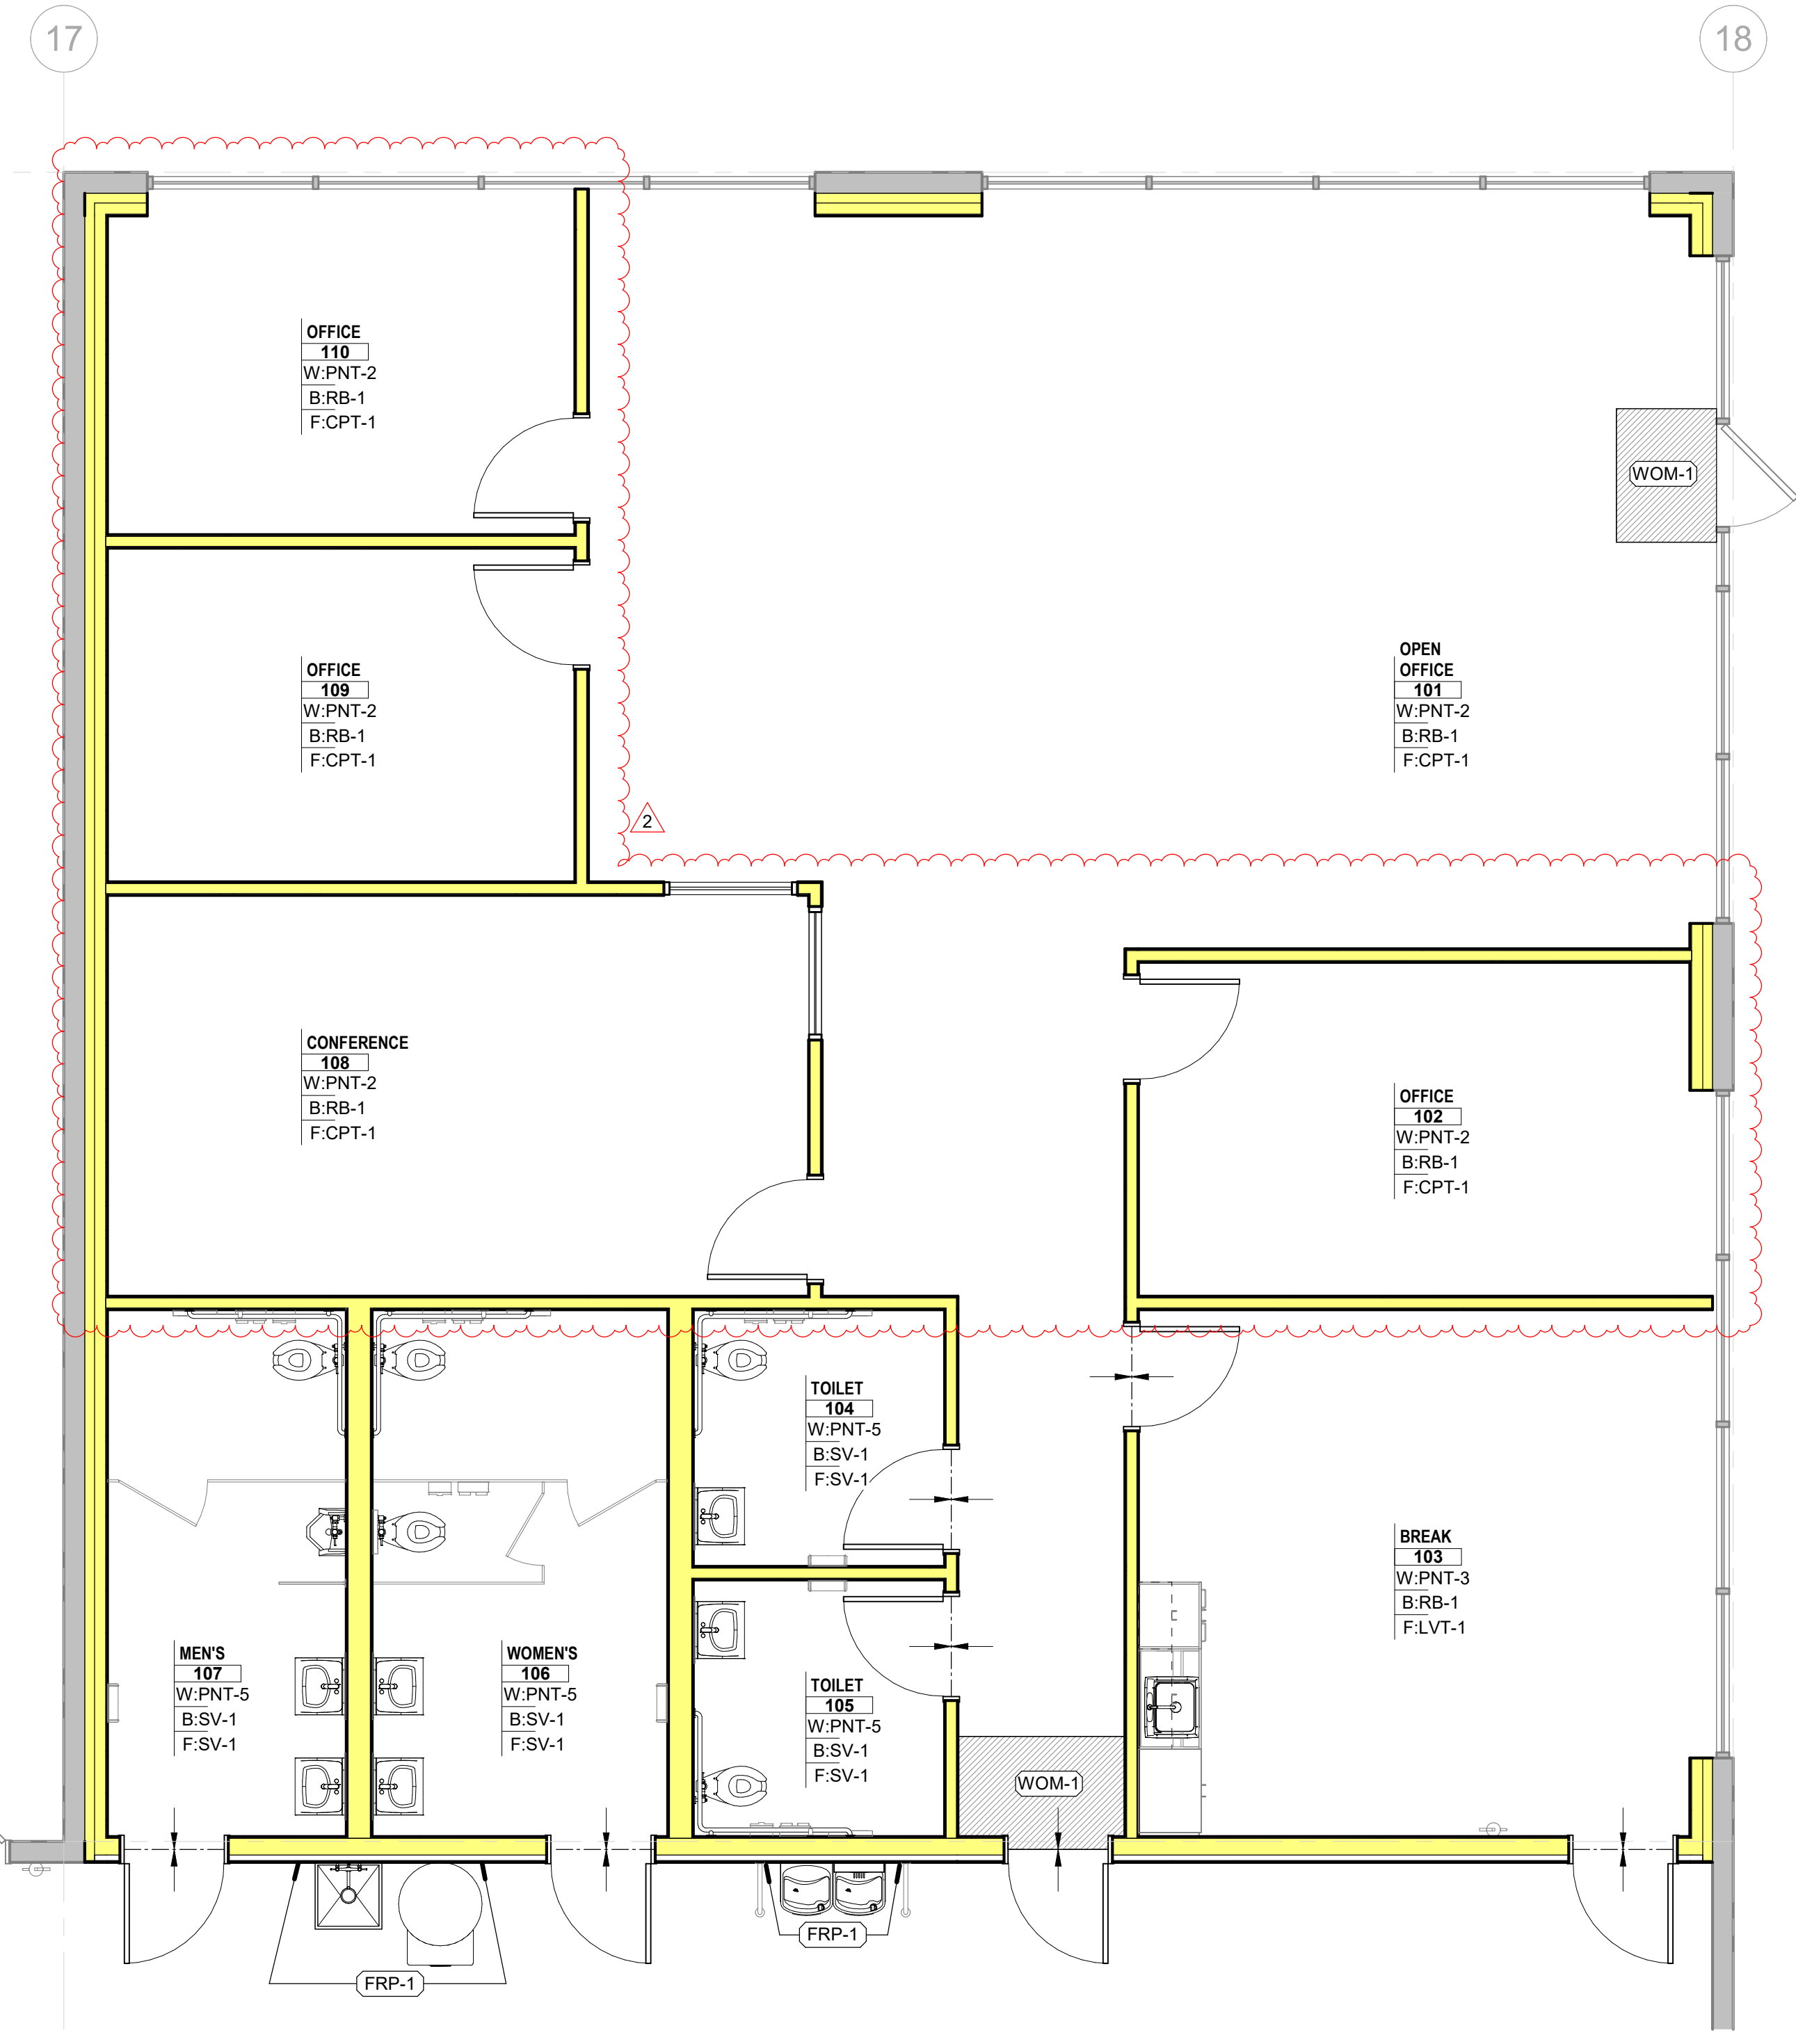 17
18
OFFICE
110
W:PNT-2
B:RB-1
F:CPT-1
WOM-1
OPEN
OFFICE
101
W:PNT-2
B:RB-1
F:CPT-1
OFFICE
109
W:PNT-2
B:RB-1
F:CPT-1
2
CONFERENCE
108
W:PNT-2
B:RB-1
F:CPT-1
OFFICE
102
W:PNT-2
B:RB-1
F:CPT-1
TOILET
104
W:PNT-5
B:SV-1
F:SV-1
BREAK
103
W:PNT-3
B:RB-1
F:LVT-1
MEN'S
107
W:PNT-5
B:SV-1
F:SV-1
WOMEN'S
106
W:PNT-5
B:SV-1
F:SV-1
TOILET
105
W:PNT-5
B:SV-1
F:SV-1
WOM-1
FRP-1
FRP-1